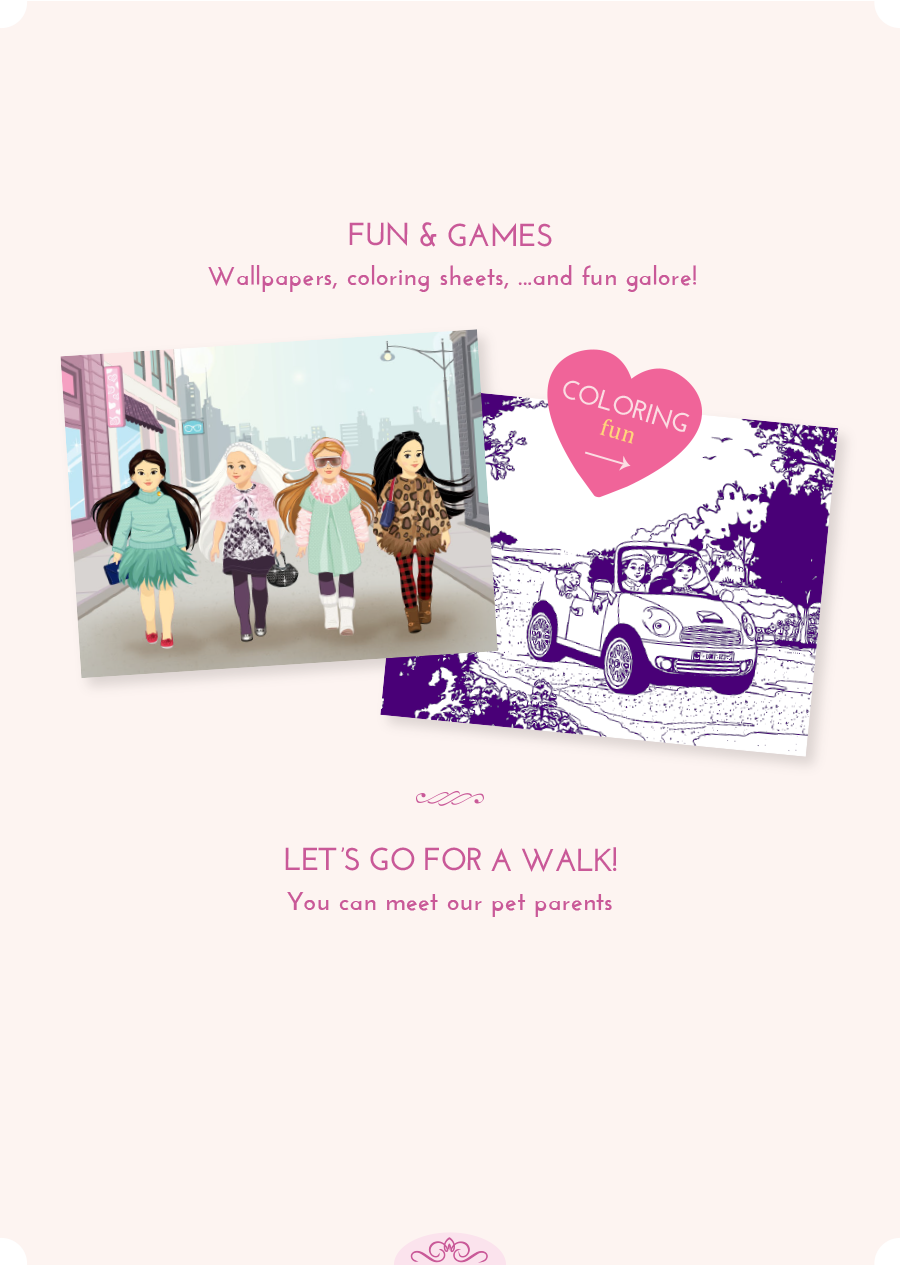 FUN & GAMES
Wallpapers, coloring sheets, ...and fun galore!
COLORING
fun
LET'S GO FOR A WALK!
You can meet our pet parents